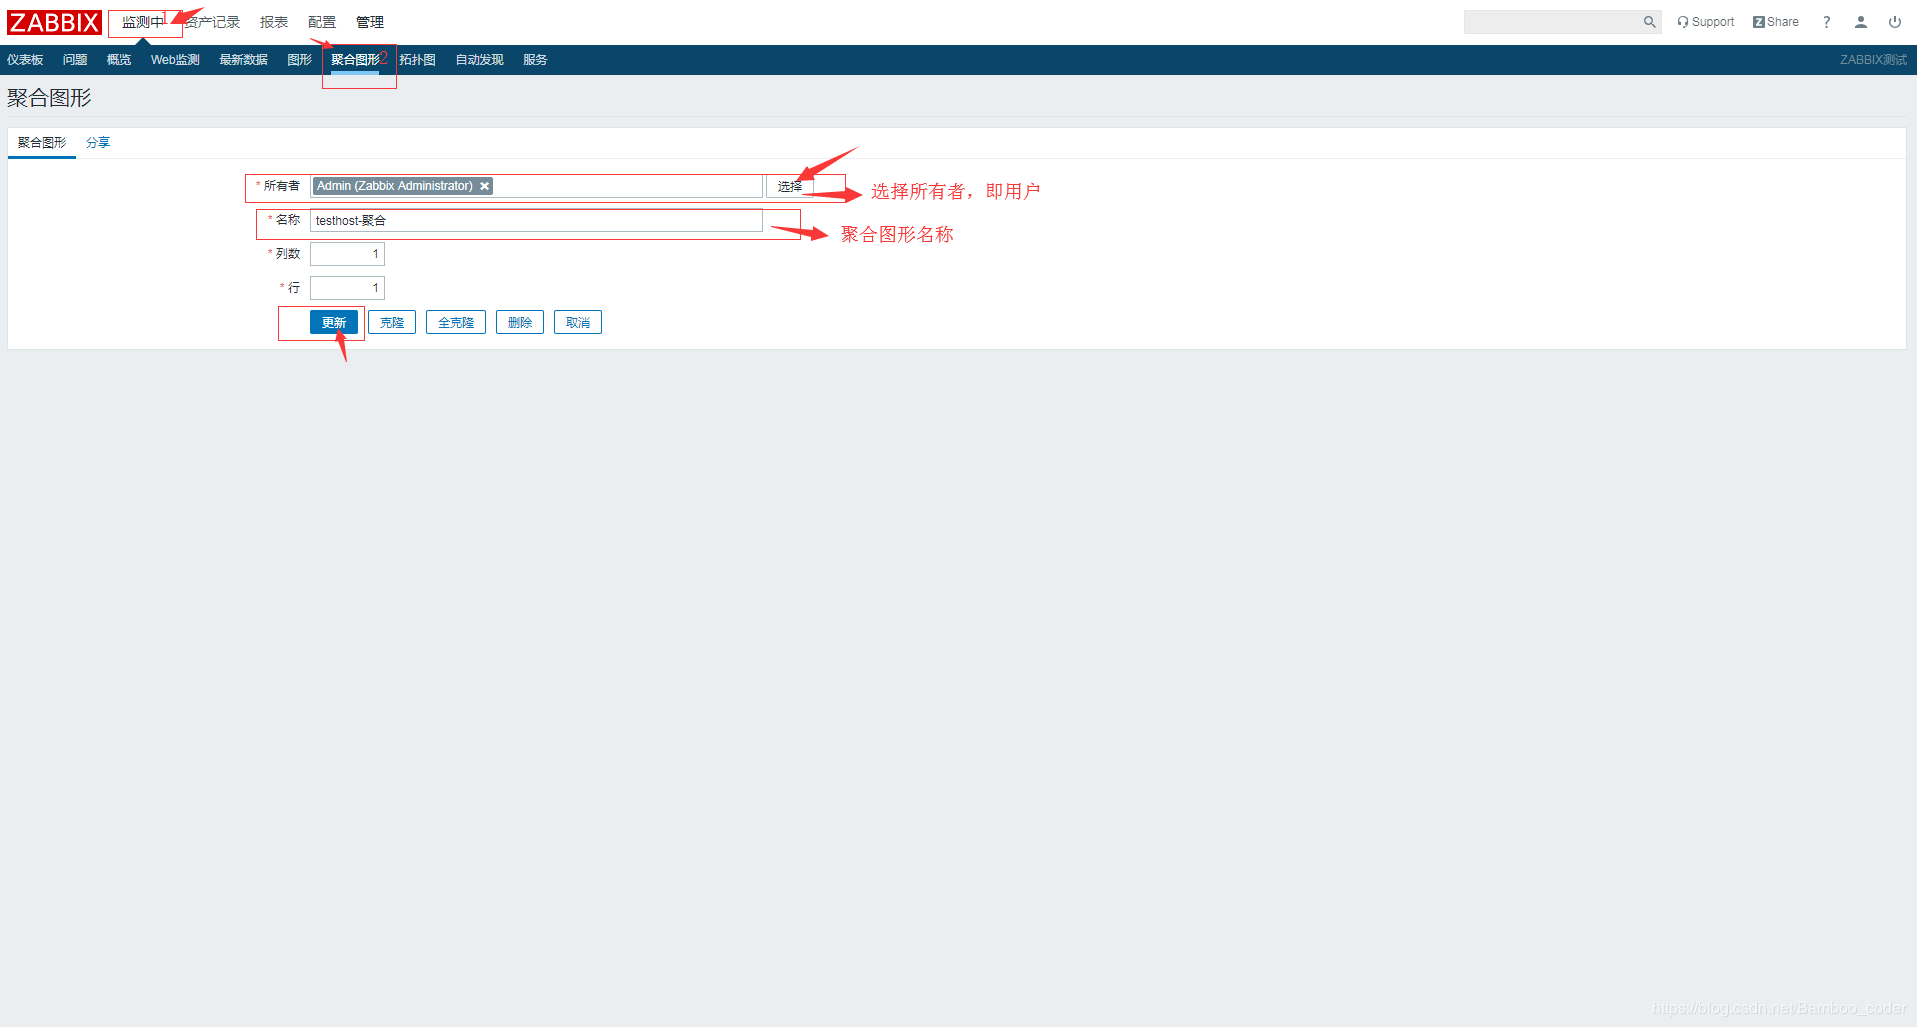 ZABBIX 监测中 1 资产记录 报表 配置 管理 Support Z Share ?
仪表板 问题 概览 Web监测 最新数据 图形 聚合图形 2 拓扑图 自动发现 服务 ZABBIX测试
聚合图形
聚合图形 分享
* 所有者 Admin (Zabbix Administrator) 选择 选择所有者，即用户
* 名称 testhost-聚合 聚合图形名称
* 列数 1
* 行 1
更新 克隆 全克隆 删除 取消
https://blog.csdn.net/Bamboo_coder